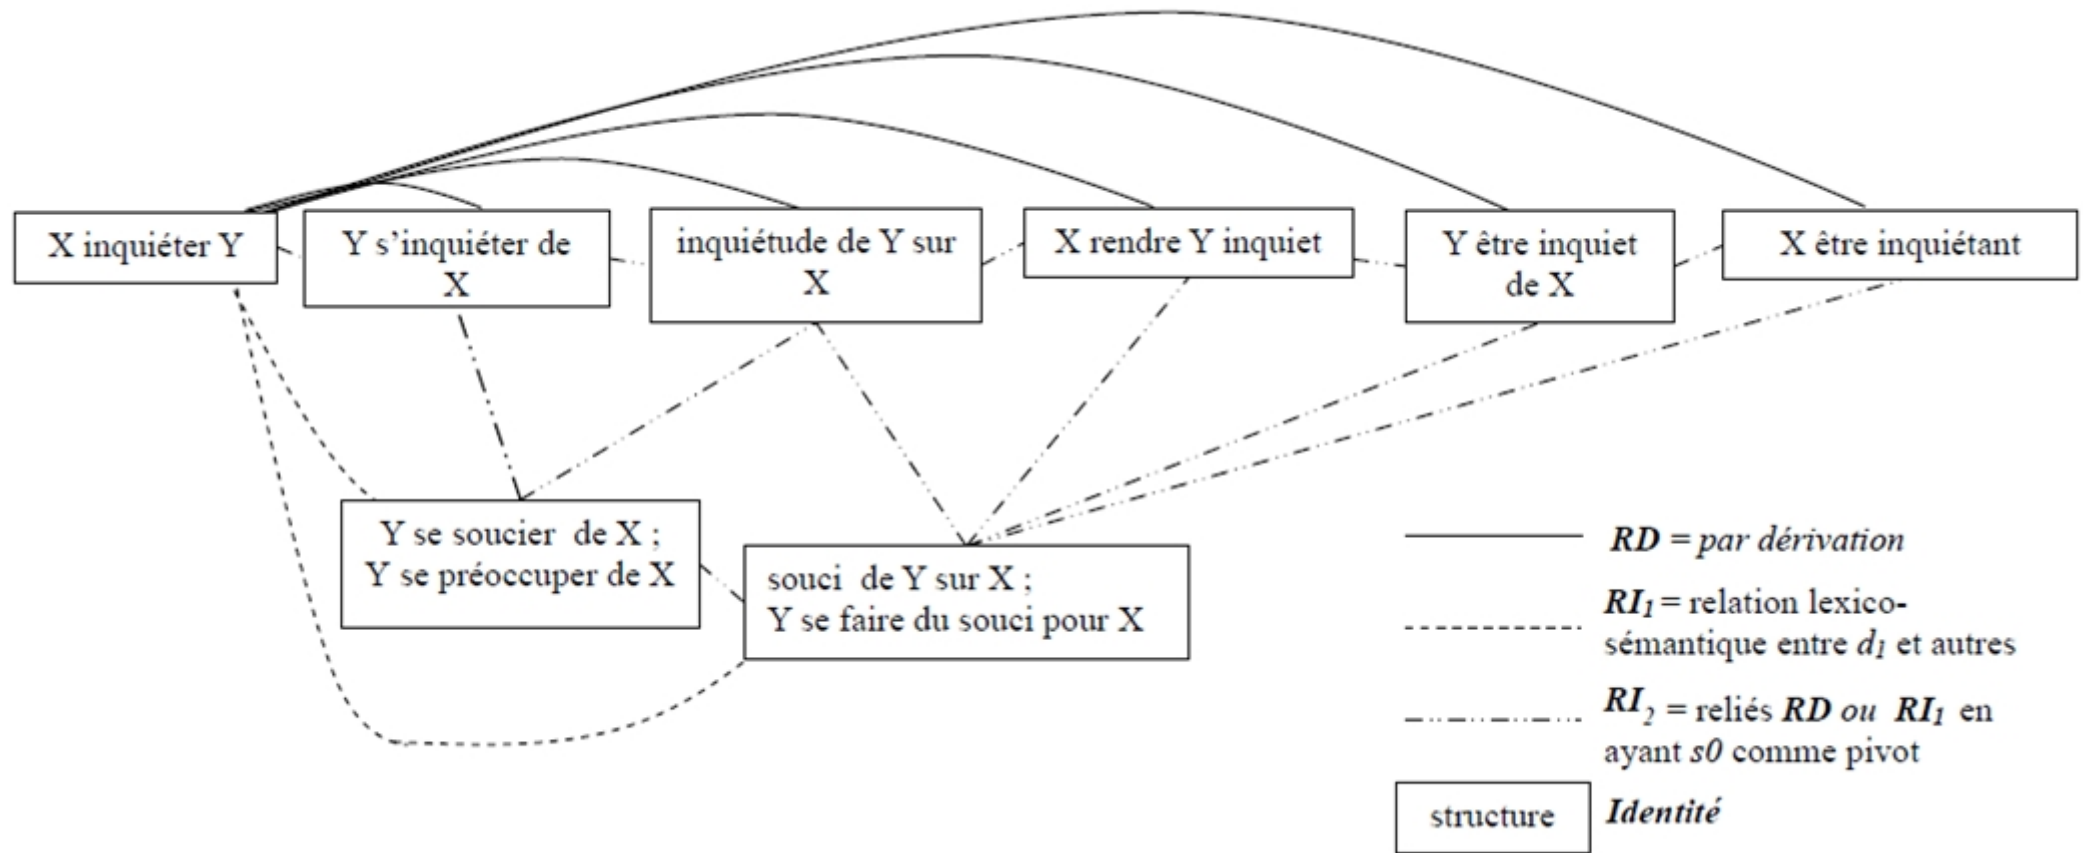 X inquiéter Y
Y s’inquiéter de
X
inquiétude de Y sur
X
X rendre Y inquiet
Y être inquiet
de X
X être inquiétant
Y se soucier de X ;
Y se préoccuper de X
souci de Y sur X ;
Y se faire du souci pour X
RD = par dérivation
RI1 = relation lexico-
sémantique entre d1 et autres
RI2 = reliés RD ou RI1 en
ayant s0 comme pivot
structure
Identité